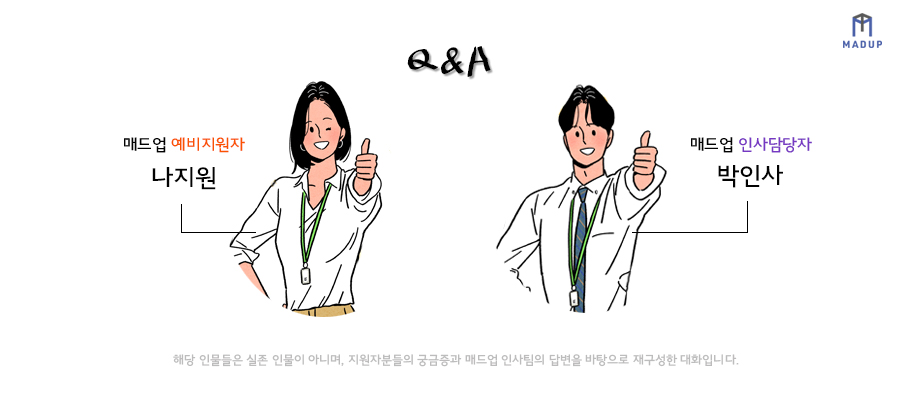 MADUP
Q&A
매드업 예비지원자
나지원
매드업 인사담당자
박인사
해당 인물들은 실존 인물이 아니며, 지원자분들의 궁금증과 매드업 인사팀의 답변을 바탕으로 재구성한 대화입니다.